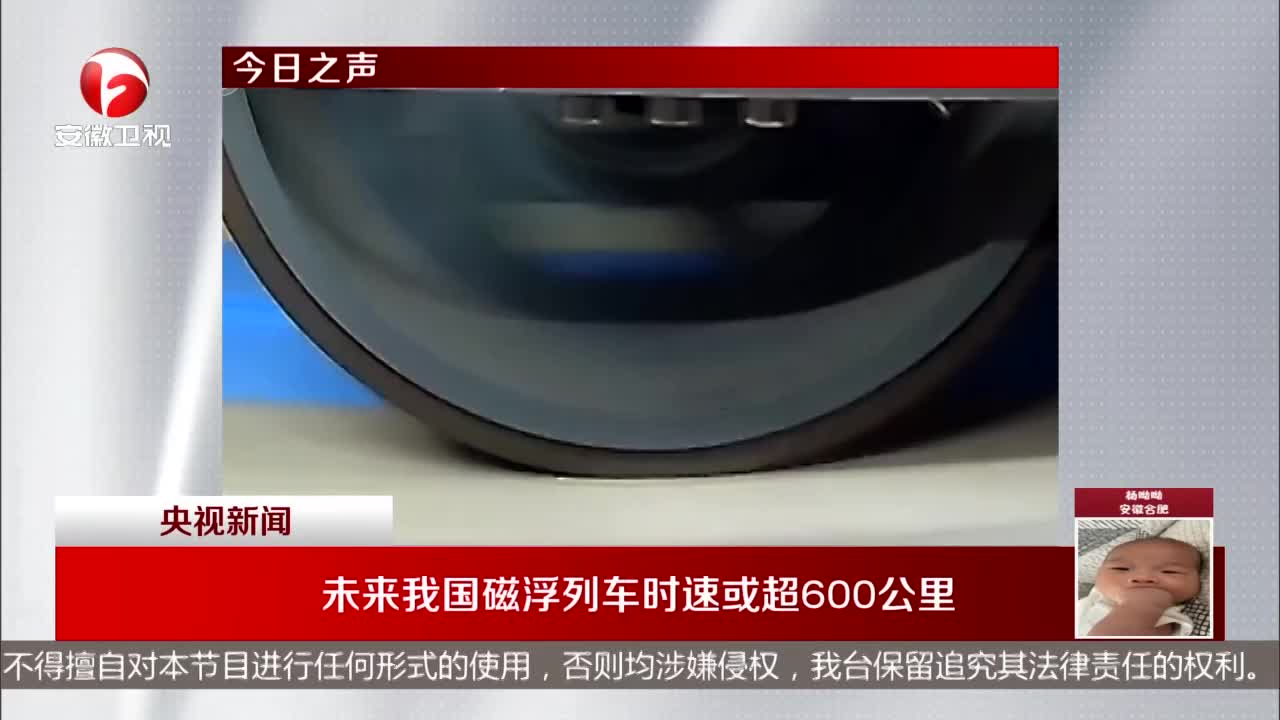 今日之声
安徽卫视
央视新闻
杨呦呦
安徽合肥
未来我国磁浮列车时速或超600公里
不得擅自对本节目进行任何形式的使用，否则均涉嫌侵权，我台保留追究其法律责任的权利。